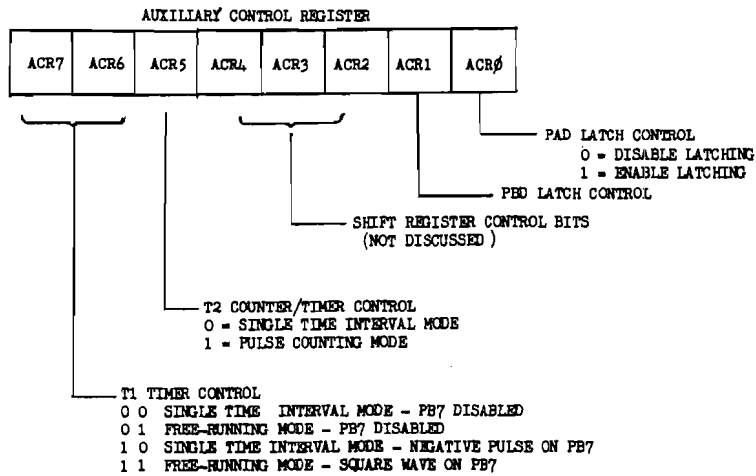 AUXILIARY CONTROL REGISTER
ACR7 ACR6 ACR5 ACR4 ACR3 ACR2 ACR1 ACRØ
PAD LATCH CONTROL
0 = DISABLE LATCHING
1 = ENABLE LATCHING
PBD LATCH CONTROL
SHIFT REGISTER CONTROL BITS
(NOT DISCUSSED)
T2 COUNTER/TIMER CONTROL
0 = SINGLE TIME INTERVAL MODE
1 = PULSE COUNTING MODE
T1 TIMER CONTROL
0 0 SINGLE TIME INTERVAL MODE - PB7 DISABLED
0 1 FREE-RUNNING MODE - PB7 DISABLED
1 0 SINGLE TIME INTERVAL MODE - NEGATIVE PULSE ON PB7
1 1 FREE-RUNNING MODE - SQUARE WAVE ON PB7